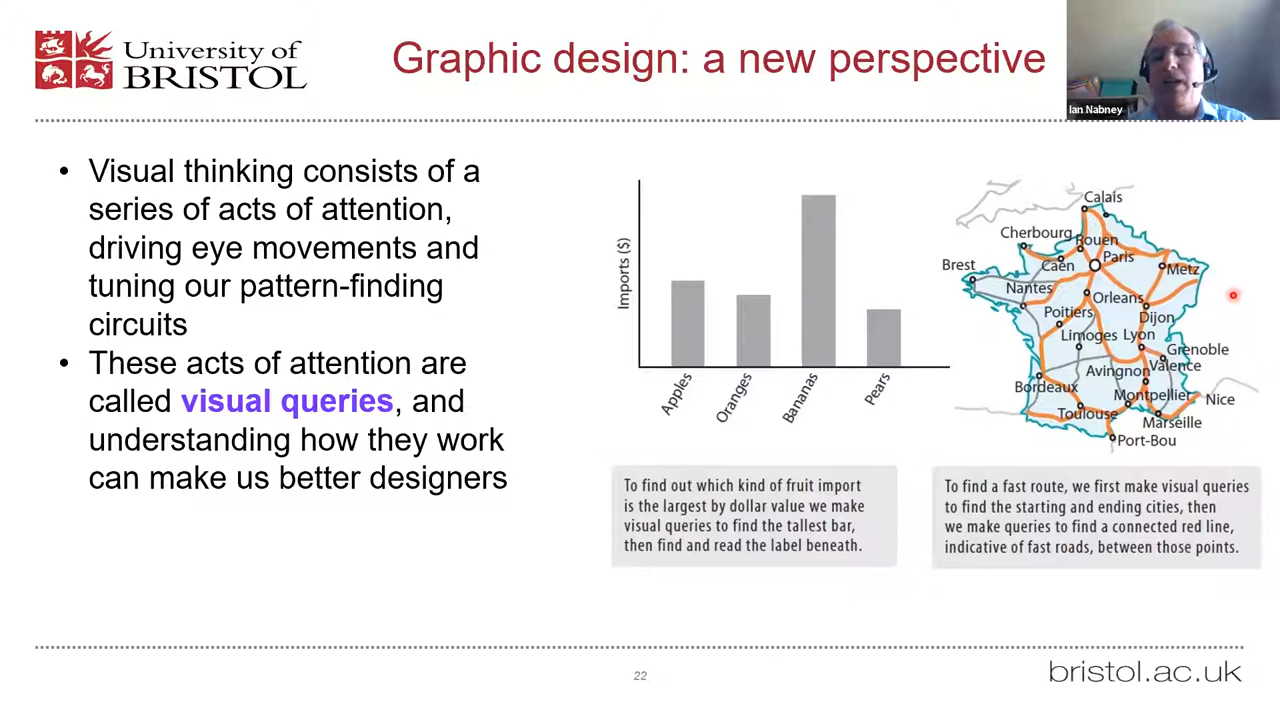 University of
BRISTOL
Graphic design: a new perspective
Ian Nabney
• Visual thinking consists of a
series of acts of attention,
driving eye movements and
tuning our pattern-finding
circuits
• These acts of attention are
called visual queries, and
understanding how they work
can make us better designers
Imports ($)
Apples
Oranges
Bananas
Pears
To find out which kind of fruit import
is the largest by dollar value we make
visual queries to find the tallest bar,
then find and read the label beneath.
Calais
Cherbourg
Rouen
Paris
Caen
Brest
Metz
Nantes
Orleans
Poitiers
Dijon
Limoges
Lyon
Grenoble
Avingnon
Valence
Bordeaux
Montpellier
Nice
Toulouse
Marseille
Port-Bou
To find a fast route, we first make visual queries
to find the starting and ending cities, then
we make queries to find a connected red line,
indicative of fast roads, between those points.
22
bristol.ac.uk